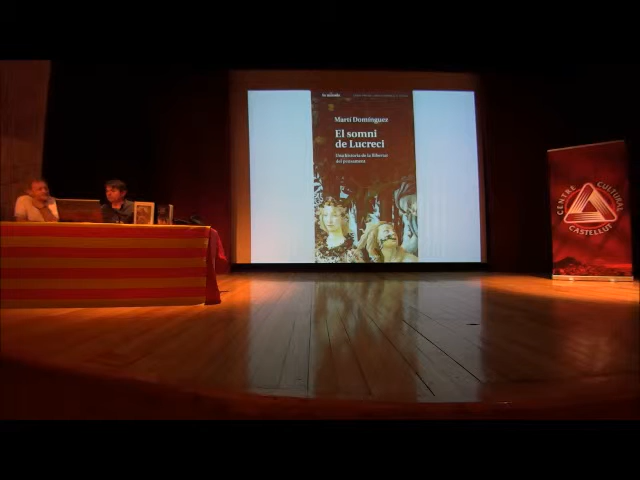 Martí Domínguez
El somni
de Lucreci
Una història de la llibertat
del pensament
CENTRE CULTURAL
CASTELLUT